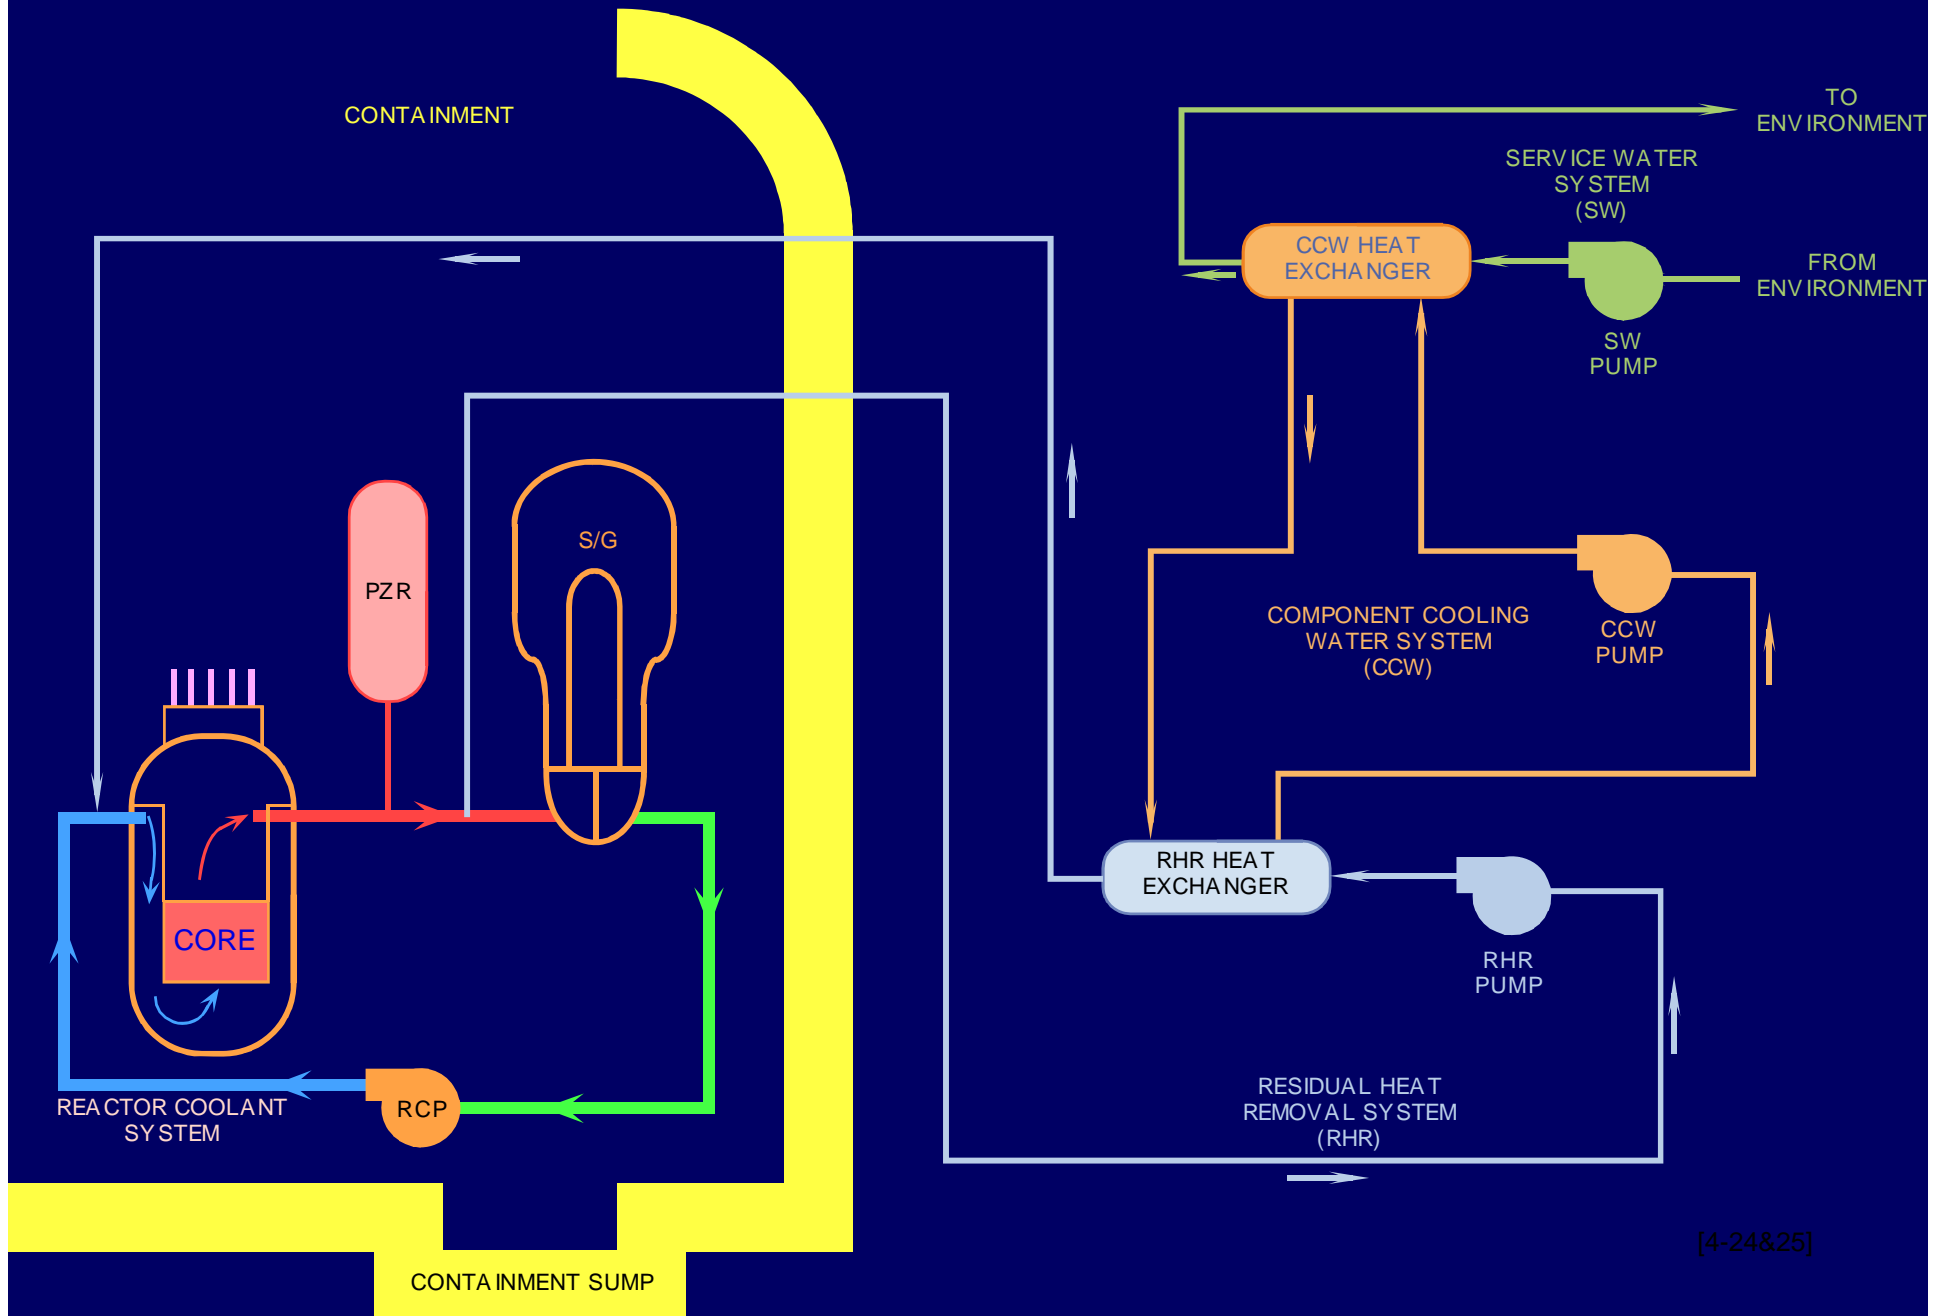 CONTAINMENT
TO
ENVIRONMENT
SERVICE WATER
SYSTEM
(SW)
CCW HEAT
EXCHANGER
FROM
ENVIRONMENT
SW
PUMP
S/G
PZR
COMPONENT COOLING
WATER SYSTEM
(CCW)
CCW
PUMP
RHR HEAT
EXCHANGER
CORE
RHR
PUMP
RESIDUAL HEAT
REMOVAL SYSTEM
(RHR)
REACTOR COOLANT
SYSTEM
RCP
[4-24&25]
CONTAINMENT SUMP